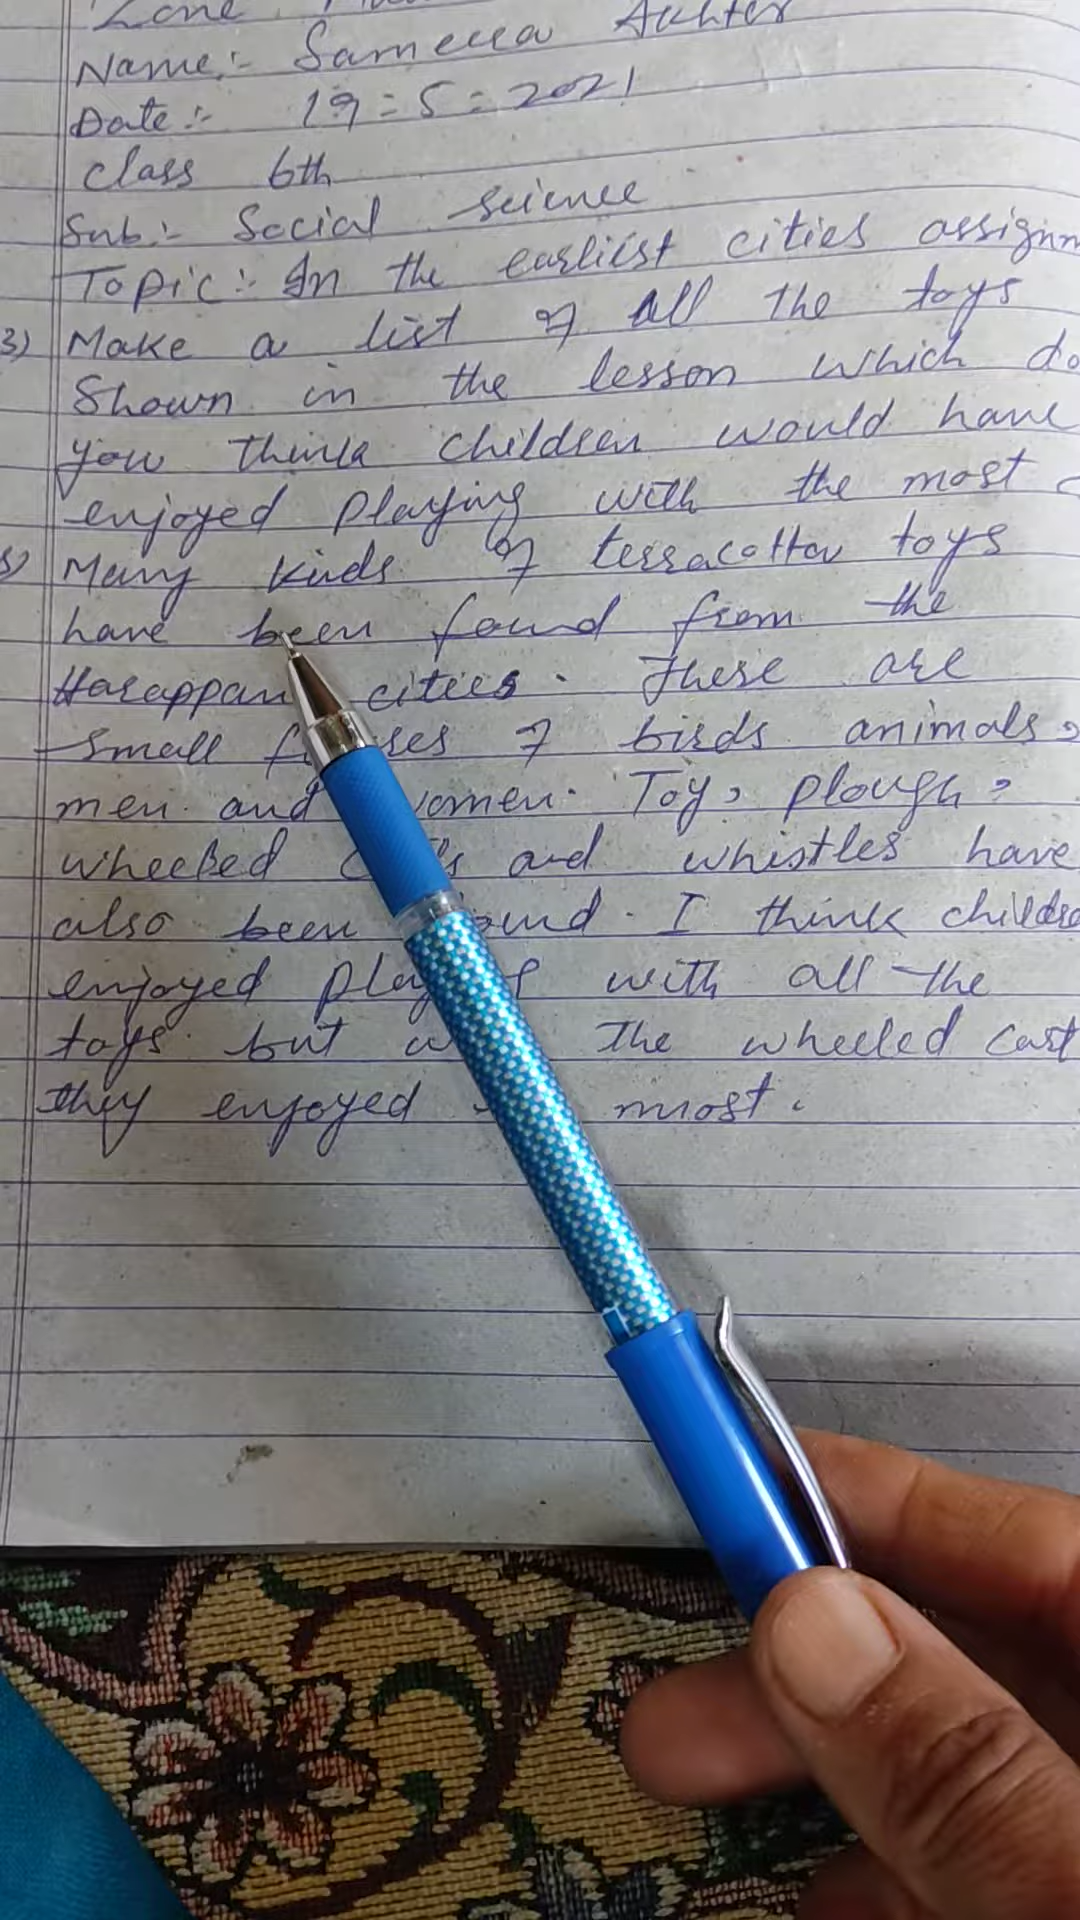 Zone
Name:- Sameena Akhter
Date:- 19=5=2021
Class 6th
Sub:- Social science
Topic:- In the earliest cities assignm
3) Make a list of All the toys
Shown in the lesson which do
you think children would have
enjoyed playing with the most
Many kinds of terracotta toys
have been found from the
Harappan cities. These are
Small of birds animals,
men and women. Toy, plough,
wheeled and whistles have
also been found. I think childre
enjoyed with all the
toys but The wheeled cart
they enjoyed most.